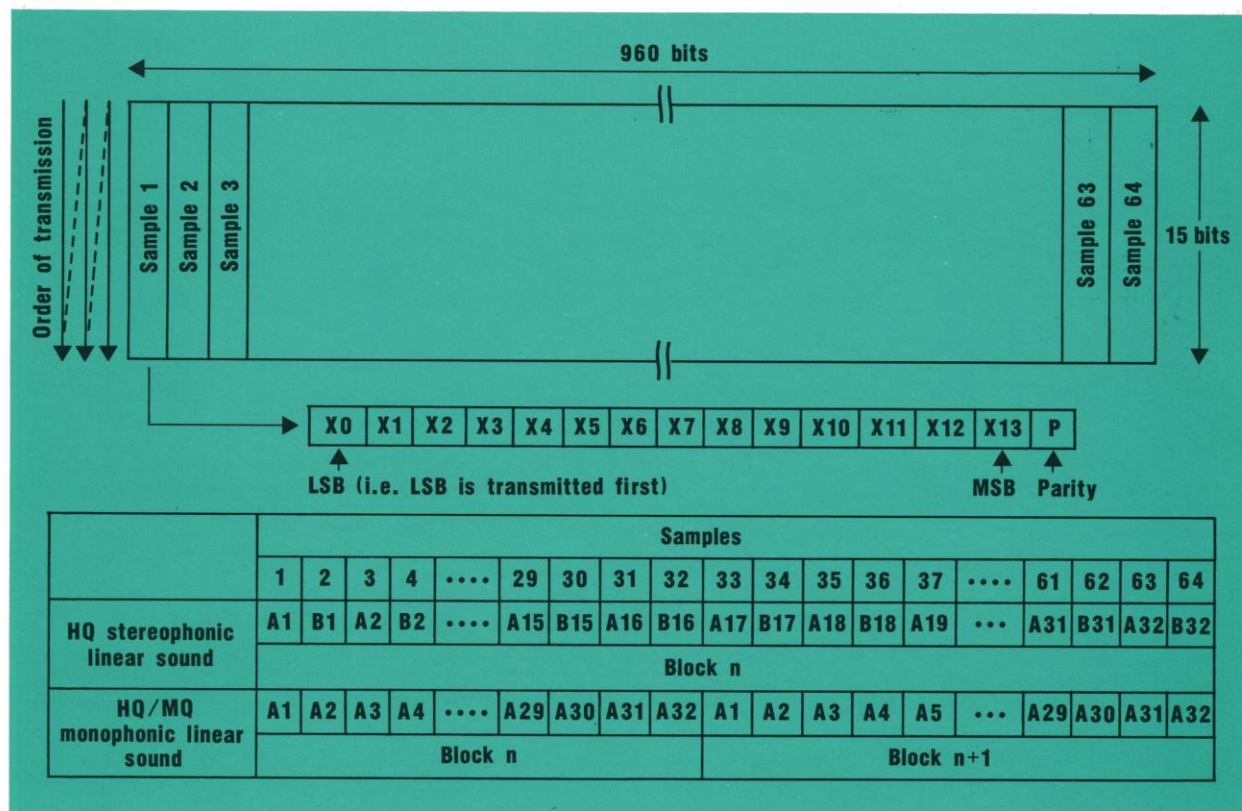 960 bits
Order of transmission
Sample 1
Sample 2
Sample 3
Sample 63
Sample 64
15 bits
X0 X1 X2 X3 X4 X5 X6 X7 X8 X9 X10 X11 X12 X13 P
LSB (i.e. LSB is transmitted first)
MSB
Parity
Samples
1 2 3 4 •••• 29 30 31 32 33 34 35 36 37 •••• 61 62 63 64
HQ stereophonic
linear sound
A1 B1 A2 B2 •••• A15 B15 A16 B16 A17 B17 A18 B18 A19 ••• A31 B31 A32 B32
Block n
HQ/MQ
monophonic linear
sound
A1 A2 A3 A4 •••• A29 A30 A31 A32 A1 A2 A3 A4 A5 ••• A29 A30 A31 A32
Block n
Block n+1